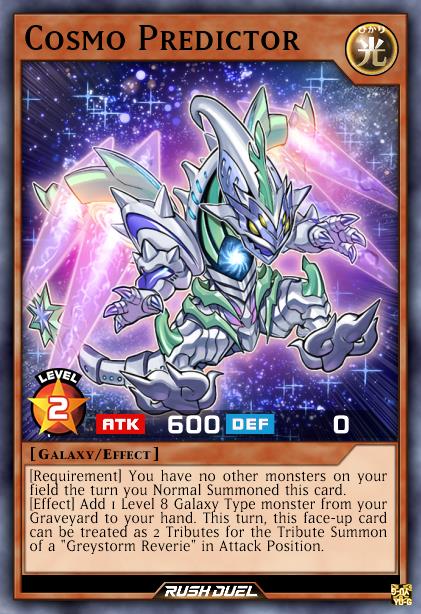 COSMO PREDICTOR
ひかり
光
LEVEL
2
ATK 600 DEF 0
[GALAXY/EFFECT]
[Requirement] You have no other monsters on your
field the turn you Normal Summoned this card.
[Effect] Add 1 Level 8 Galaxy Type monster from your
Graveyard to your hand. This turn, this face-up card
can be treated as 2 Tributes for the Tribute Summon
of a "Greystorm Reverie" in Attack Position.
RUSH DUEL